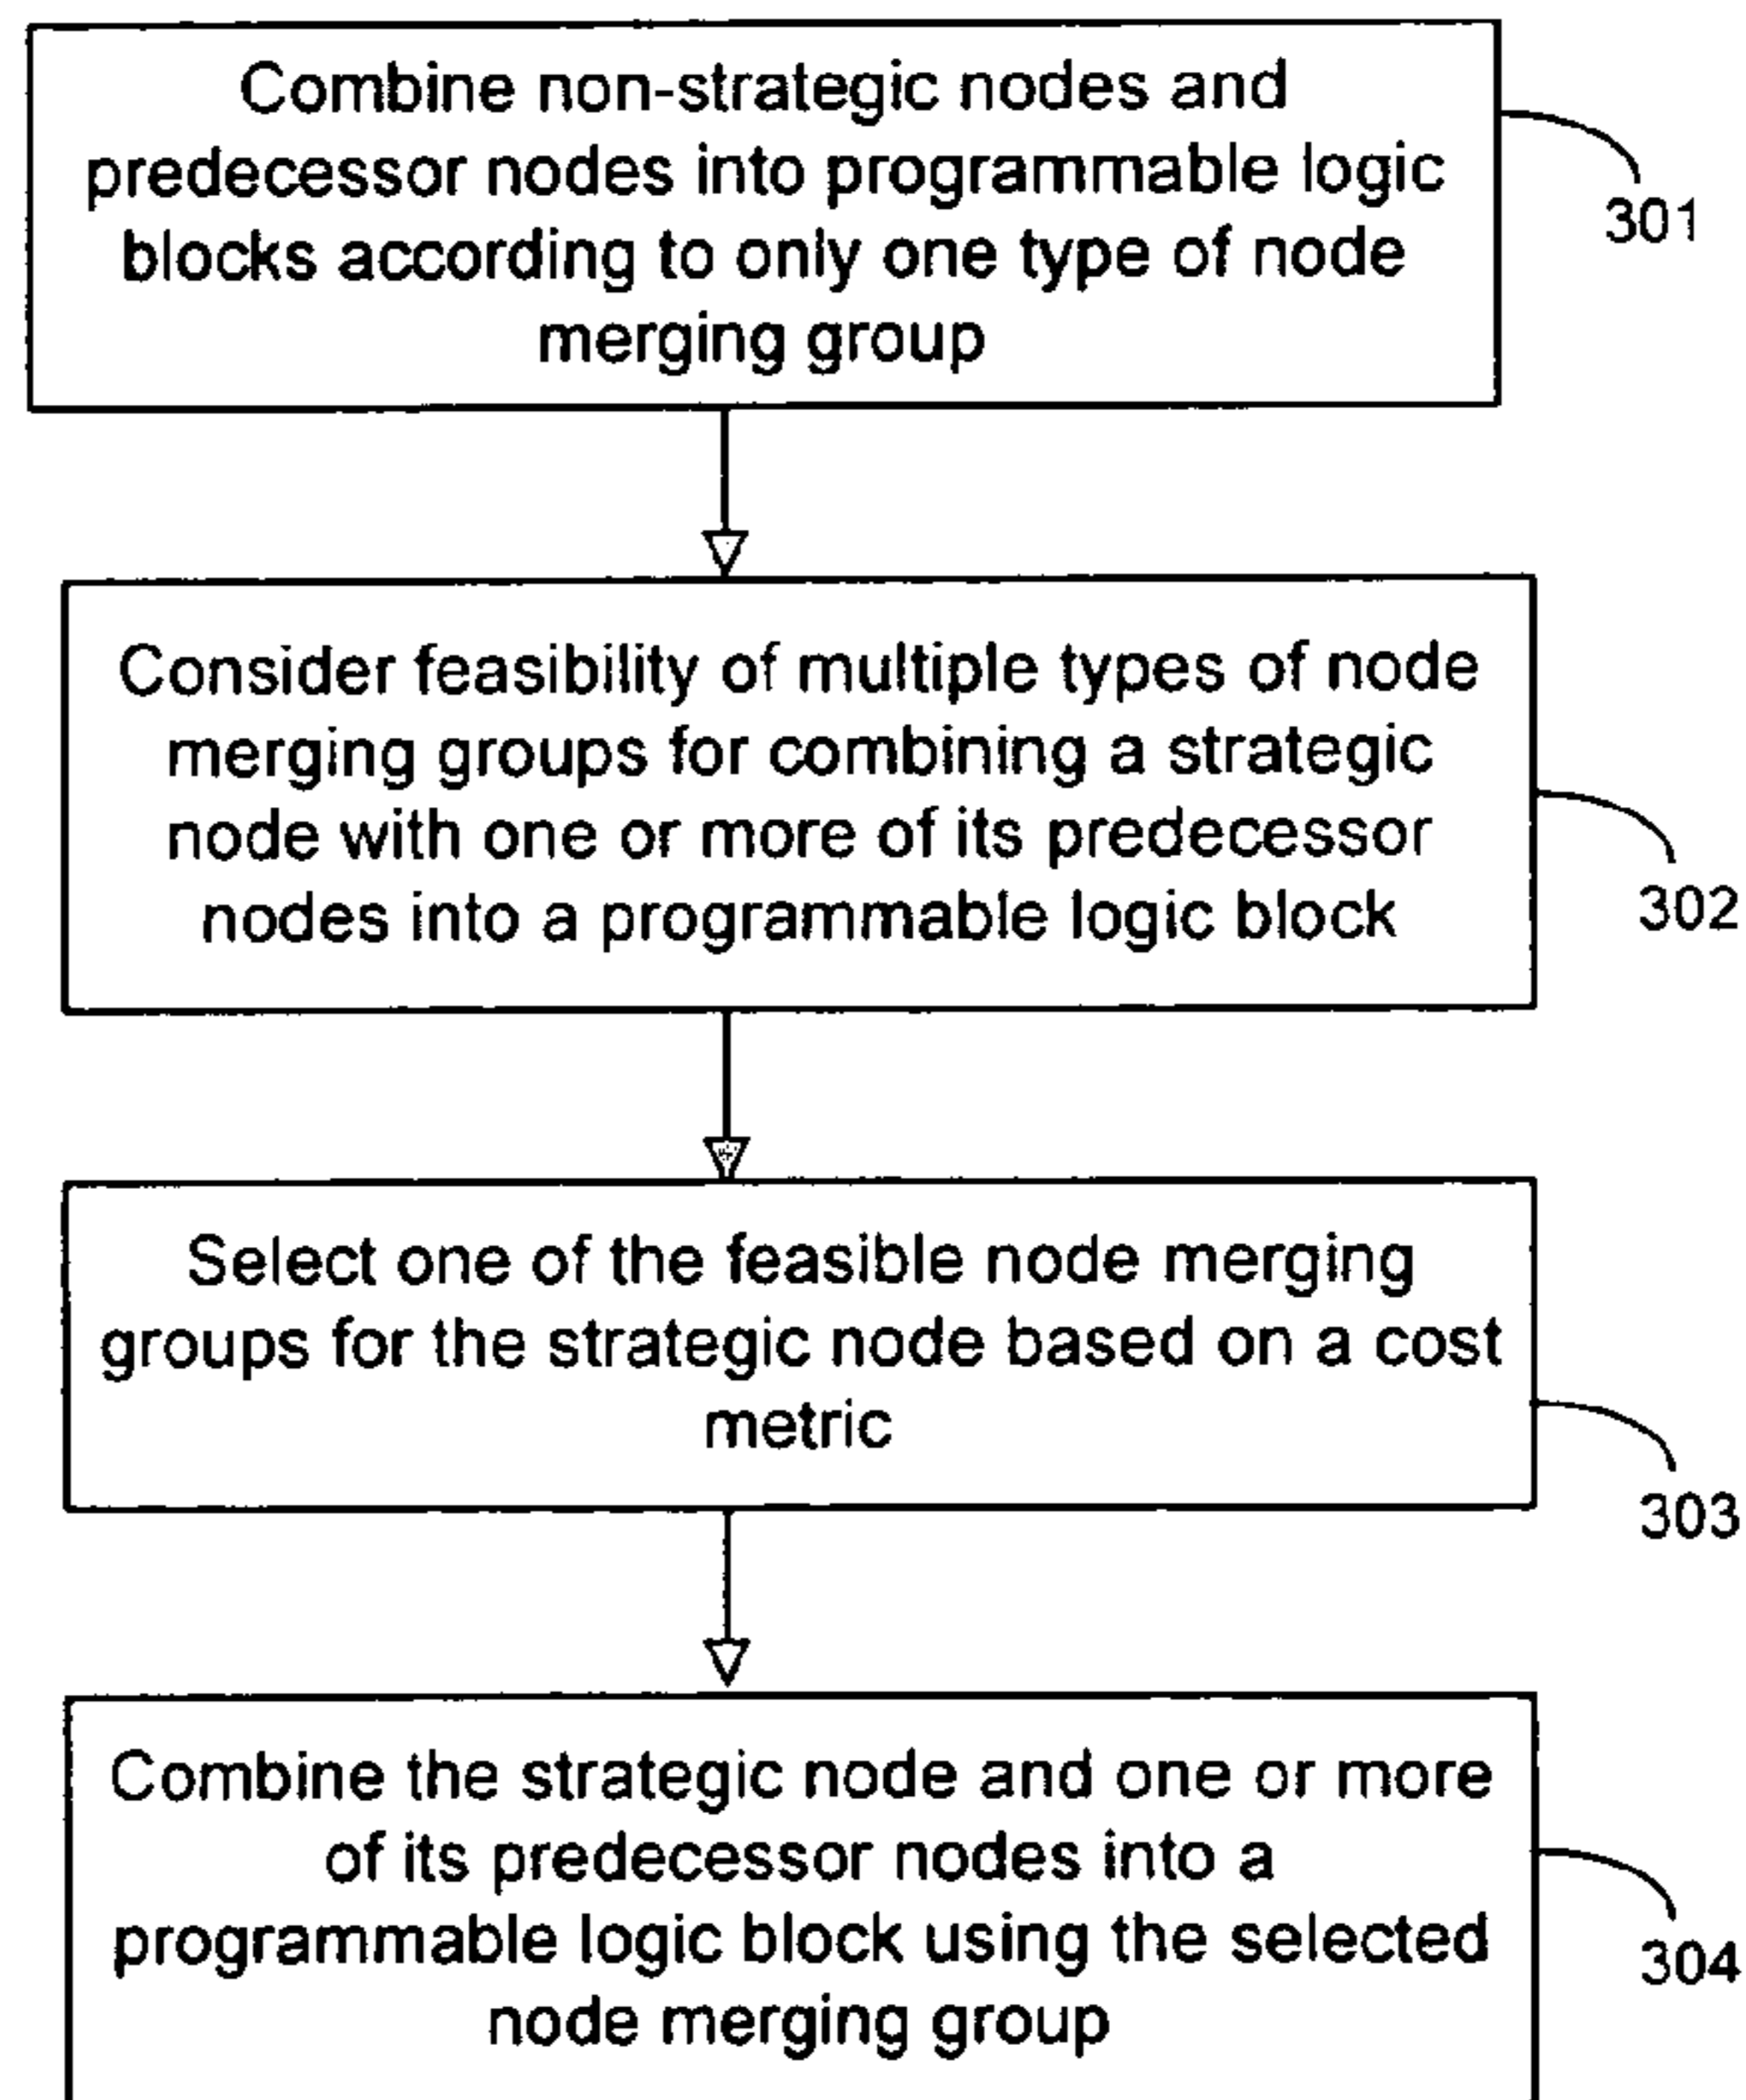 Combine non-strategic nodes and
predecessor nodes into programmable logic
blocks according to only one type of node
merging group
301
Consider feasibility of multiple types of node
merging groups for combining a strategic
node with one or more of its predecessor
nodes into a programmable logic block
302
Select one of the feasible node merging
groups for the strategic node based on a cost
metric
303
Combine the strategic node and one or more
of its predecessor nodes into a
programmable logic block using the selected
node merging group
304